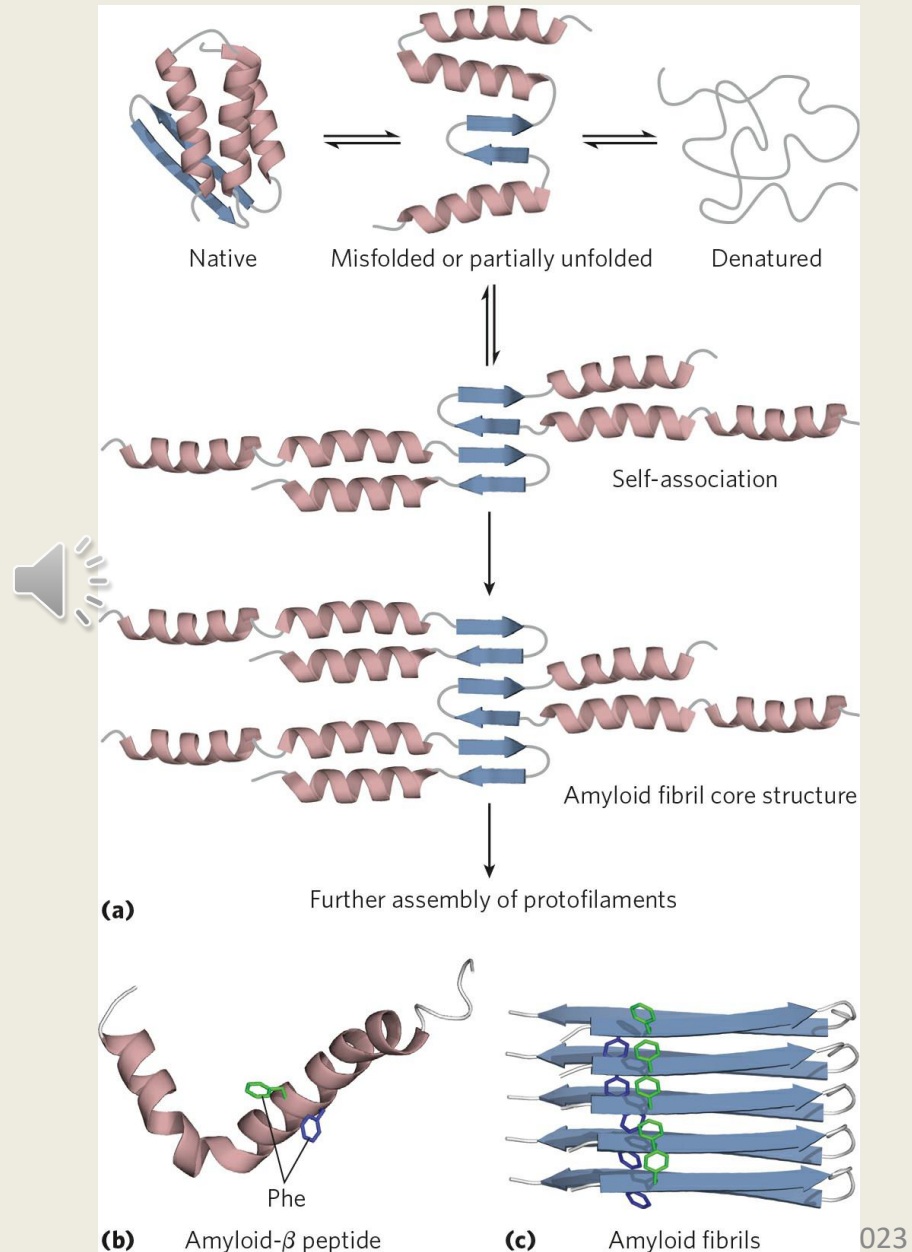 Native
Misfolded or partially unfolded
Denatured
Self-association
Amyloid fibril core structure
Further assembly of protofilaments
(a)
Phe
(b) Amyloid-β peptide
(c) Amyloid fibrils
023